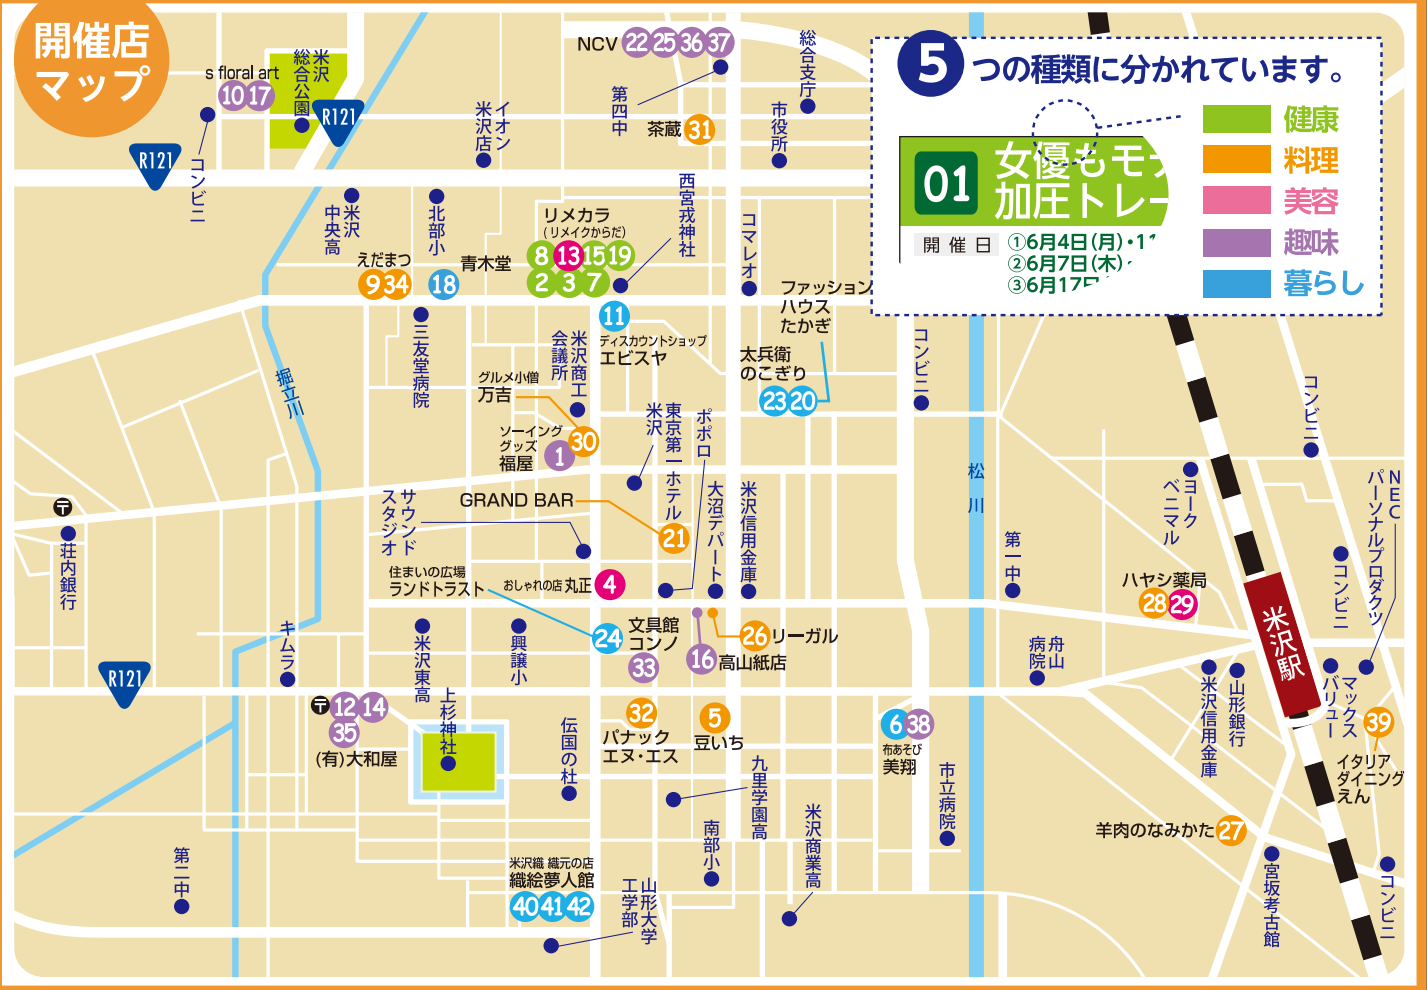 開催店
マップ
5つの種類に分かれています。
01
女優もモデ
加圧トレー
開催日
①6月4日(月)・11
②6月7日(木)・
③6月17日
健康
料理
美容
趣味
暮らし
s floral art
10 17
米沢
総合公園
R121
R121
コンビニ
NCV
22 25 36 37
第四中
総合支庁
茶蔵
31
市役所
イオン
米沢店
米沢
中央高
北部小
リメカラ
(リメイクからだ)
8 13 15 19
2 3 7
西宮戎神社
コマレオ
えだまつ
9 34
青木堂
18
三友堂病院
11
ディスカウントショップ
エビスヤ
ファッション
ハウス
たかぎ
太兵衛
のこぎり
23 20
コンビニ
コンビニ
堀立川
米沢商工
会議所
グルメ小僧
万吉
30
ソーイング
グッズ
福屋
1
東京第一ホテル
米沢
ポポロ
GRAND BAR
21
大沼デパート
米沢信用金庫
松川
サウンド
スタジオ
〒
荘内銀行
住まいの広場
ランドトラスト
おしゃれの店 丸正
4
24
文具館
コンノ
33
16
高山紙店
26
リーガル
第一中
ヨーク
ベニマル
NEC
パーソナルプロダクツ
コンビニ
ハヤシ薬局
28 29
米沢駅
舟山
病院
米沢信用金庫
山形銀行
マックス
バリュー
39
イタリア
ダイニング
えん
キムラ
R121
米沢東高
興譲小
〒
12 14
35
(有)大和屋
上杉神社
伝国の杜
32
パナック
エヌ・エス
5
豆いち
6 38
布あそび
美翔
九里学園高
市立病院
羊肉のなみかた
27
宮坂考古館
コンビニ
南部小
米沢商業高
第二中
米沢織 織元の店
織絵夢人館
40 41 42
山形大学
工学部